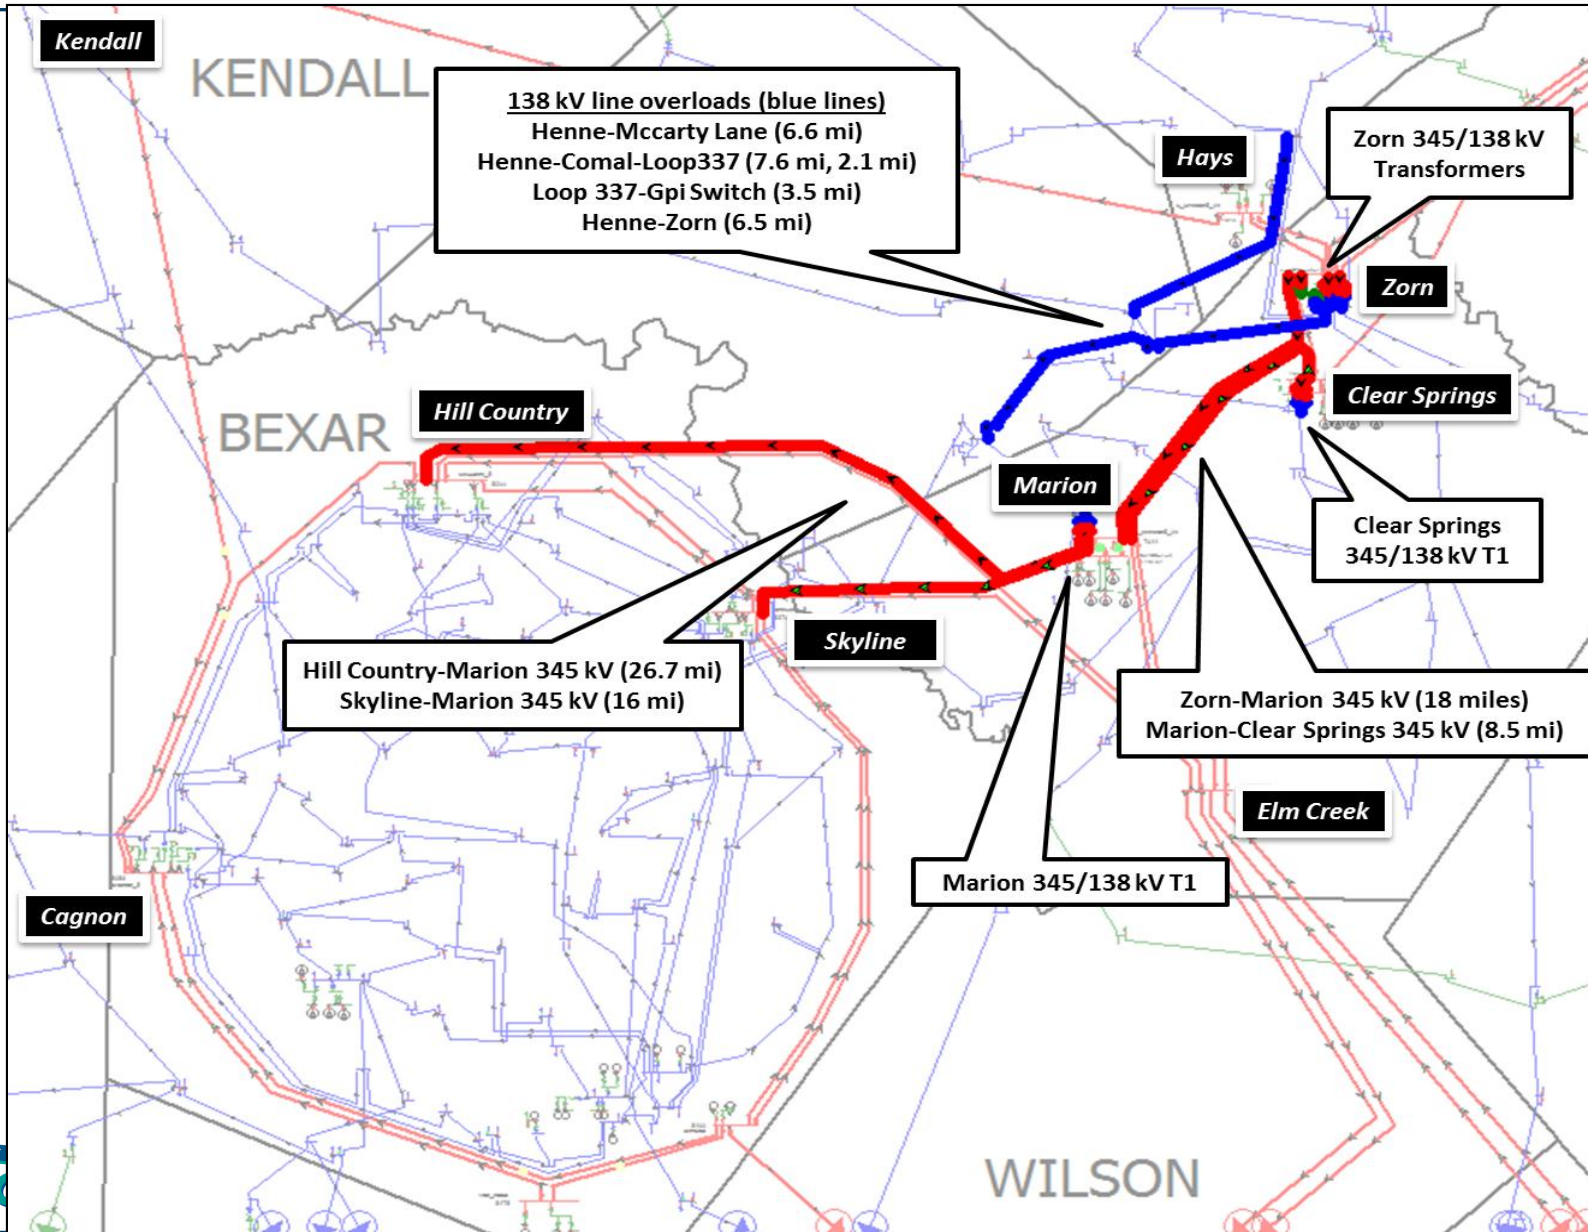 Kendall
KENDALL
138 kV line overloads (blue lines)
Henne-Mccarty Lane (6.6 mi)
Henne-Comal-Loop337 (7.6 mi, 2.1 mi)
Loop 337-Gpi Switch (3.5 mi)
Henne-Zorn (6.5 mi)
Hays
Zorn 345/138 kV
Transformers
Zorn
BEXAR
Hill Country
Clear Springs
Marion
Clear Springs
345/138 kV T1
Skyline
Hill Country-Marion 345 kV (26.7 mi)
Skyline-Marion 345 kV (16 mi)
Zorn-Marion 345 kV (18 miles)
Marion-Clear Springs 345 kV (8.5 mi)
Elm Creek
Marion 345/138 kV T1
Cagnon
WILSON